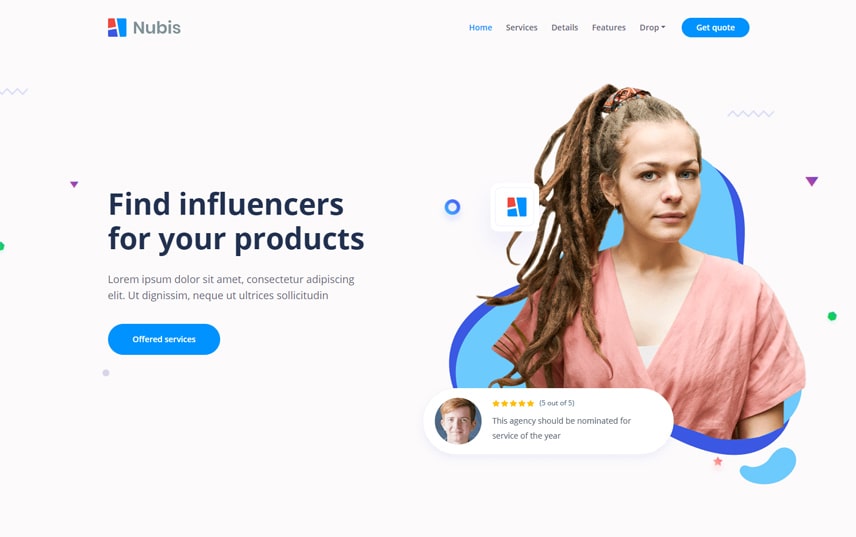 Nubis
Home Services Details Features Drop Get quote
Find influencers
for your products
Lorem ipsum dolor sit amet, consectetur adipiscing
elit. Ut dignissim, neque ut ultrices sollicitudin
Offered services
(5 out of 5)
This agency should be nominated for
service of the year